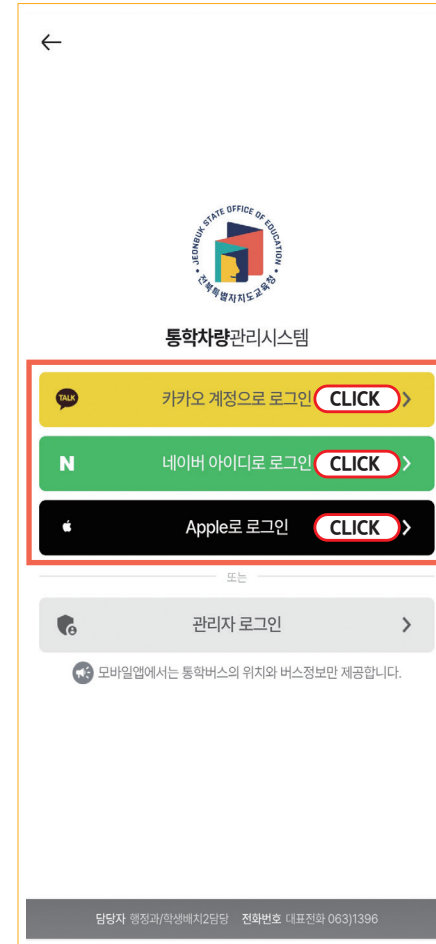 JEONBUK STATE OFFICE OF EDUCATION
전북특별자치도교육청
통학차량관리시스템
TALK 카카오 계정으로 로그인 CLICK
N 네이버 아이디로 로그인 CLICK
Apple로 로그인 CLICK
또는
관리자 로그인
모바일앱에서는 통학버스의 위치와 버스정보만 제공합니다.
담당자 행정과/학생배치2담당 전화번호 대표전화 063)1396